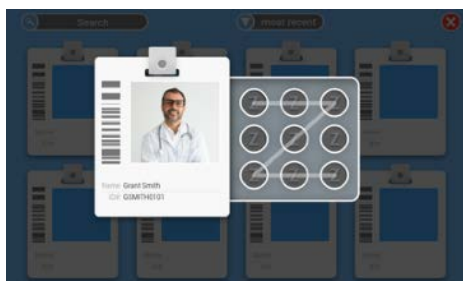 Search
most recent
Name: Grant Smith
ID#: GSMITH0101
Z Z Z
Z Z Z
Z Z Z